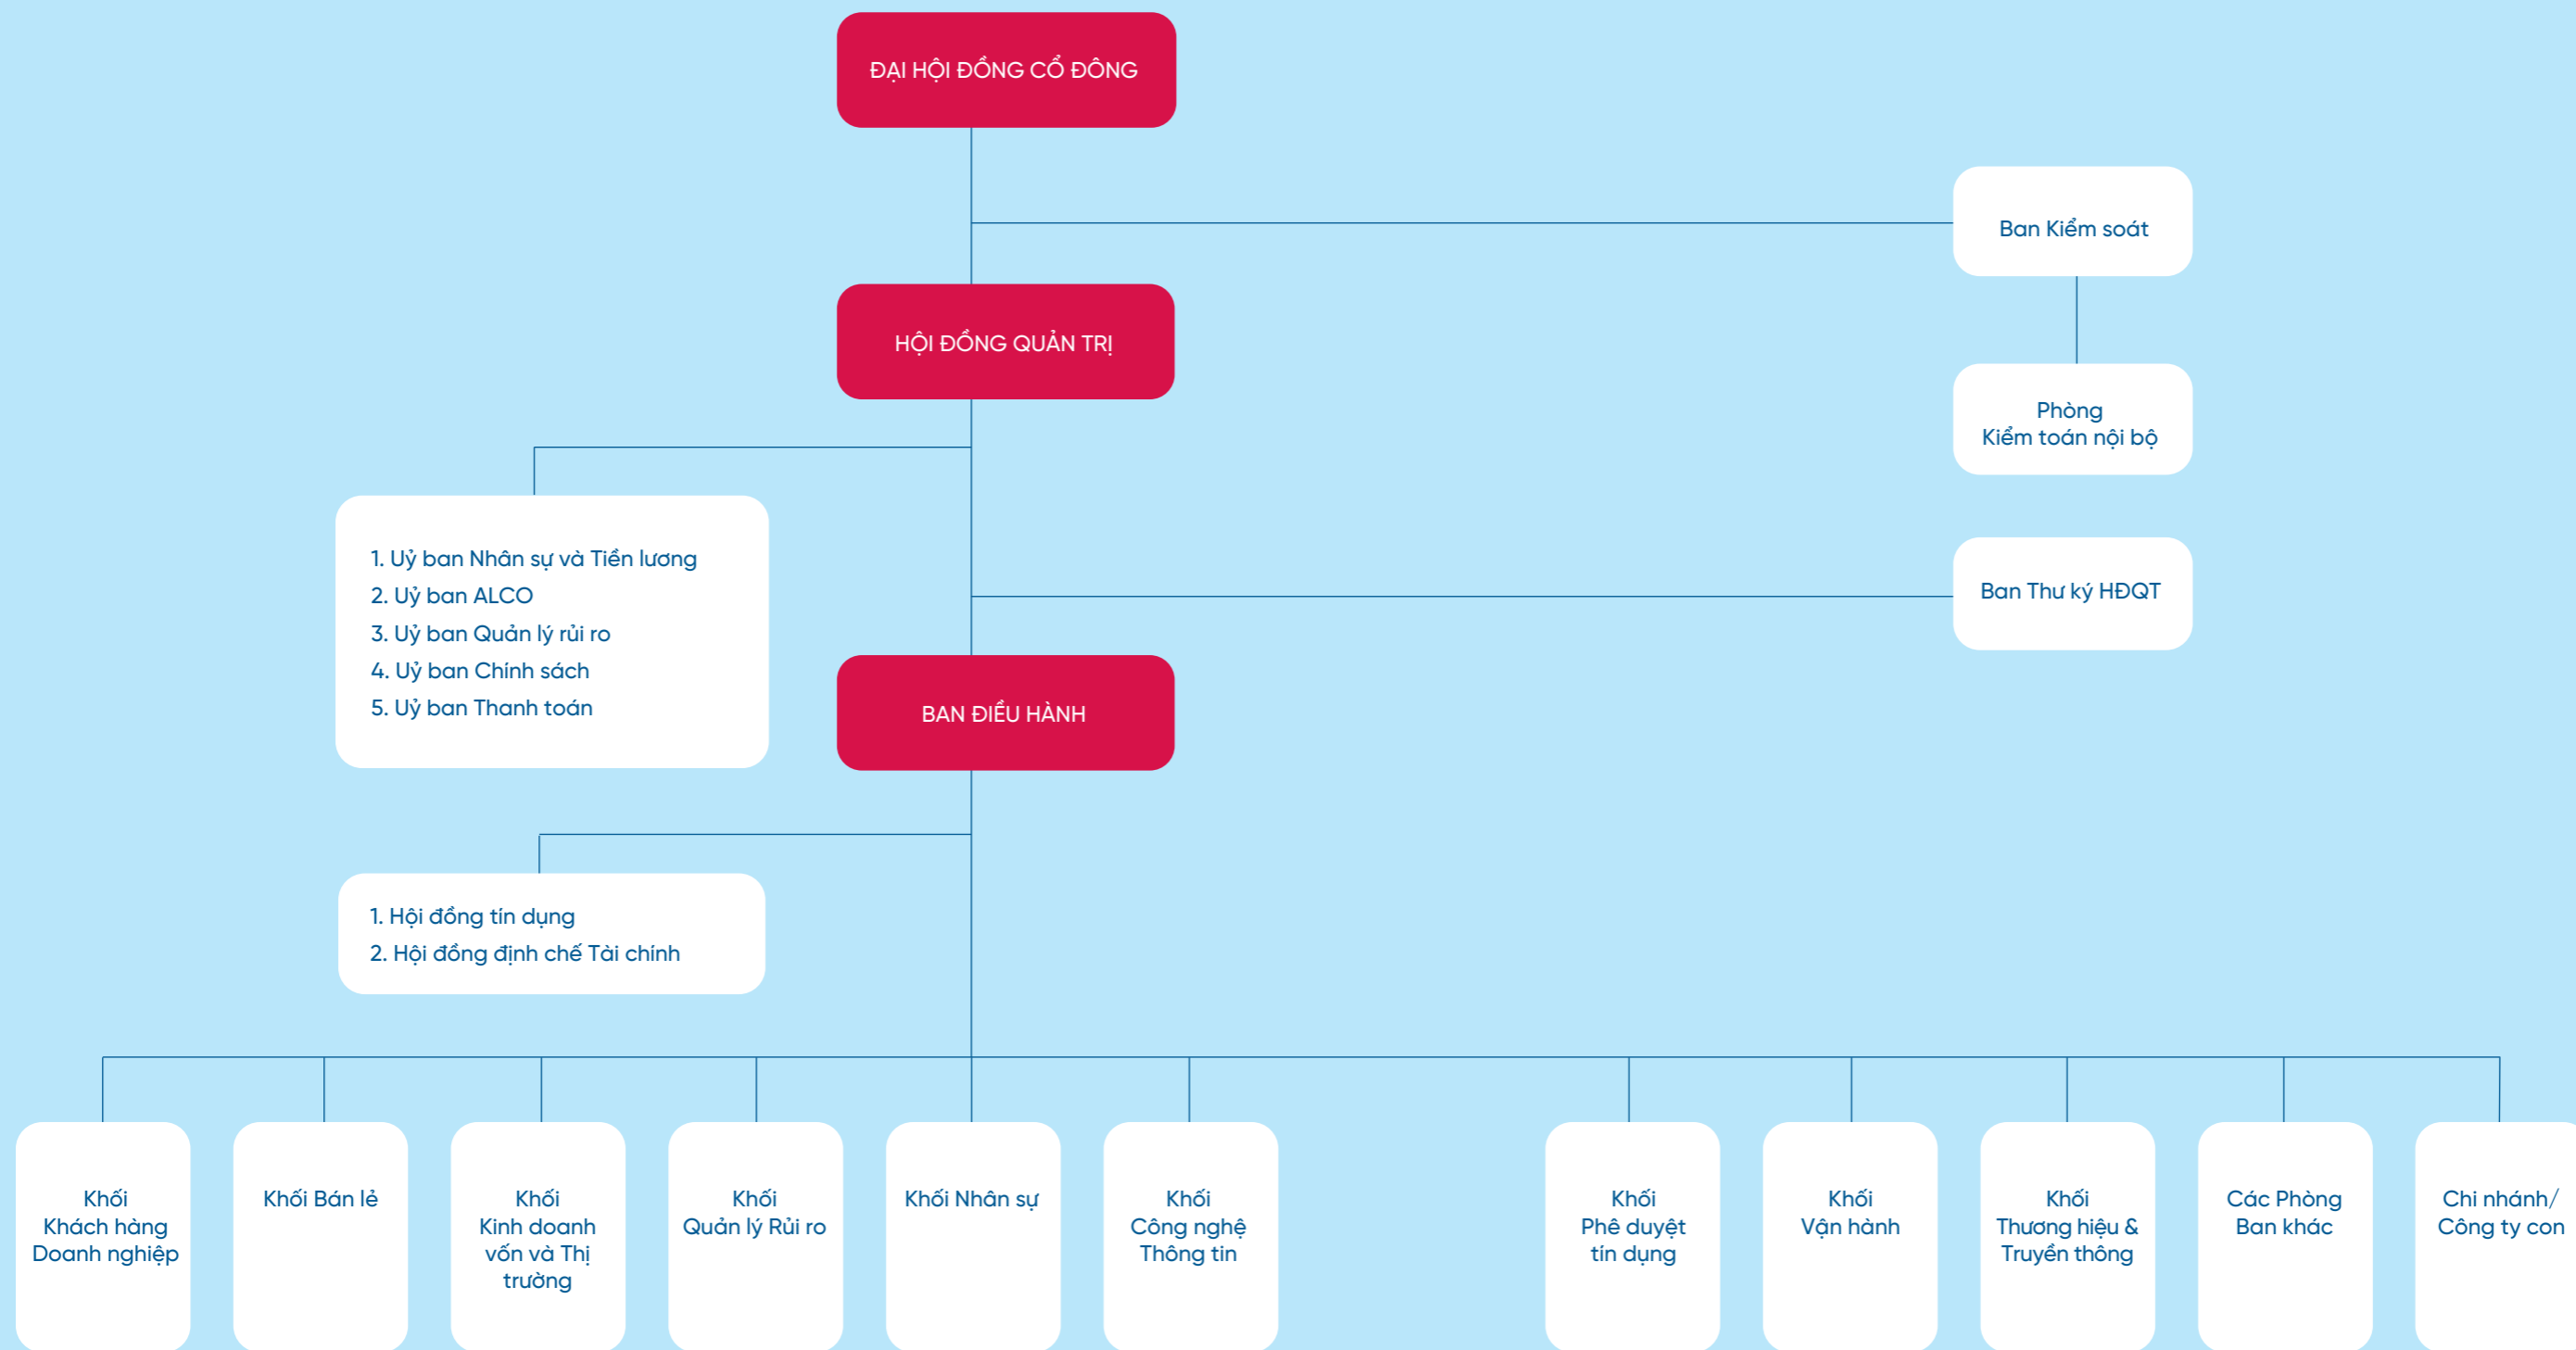 ĐẠI HỘI ĐỒNG CỔ ĐÔNG
Ban Kiểm soát
HỘI ĐỒNG QUẢN TRỊ
Phòng
Kiểm toán nội bộ
1. Uỷ ban Nhân sự và Tiền lương
2. Uỷ ban ALCO
3. Uỷ ban Quản lý rủi ro
4. Uỷ ban Chính sách
5. Uỷ ban Thanh toán
Ban Thư ký HĐQT
BAN ĐIỀU HÀNH
1. Hội đồng tín dụng
2. Hội đồng định chế Tài chính
Khối
Khách hàng
Doanh nghiệp
Khối Bán lẻ
Khối
Kinh doanh
vốn và Thị
trường
Khối
Quản lý Rủi ro
Khối Nhân sự
Khối
Công nghệ
Thông tin
Khối
Phê duyệt
tín dụng
Khối
Vận hành
Khối
Thương hiệu &
Truyền thông
Các Phòng
Ban khác
Chi nhánh/
Công ty con